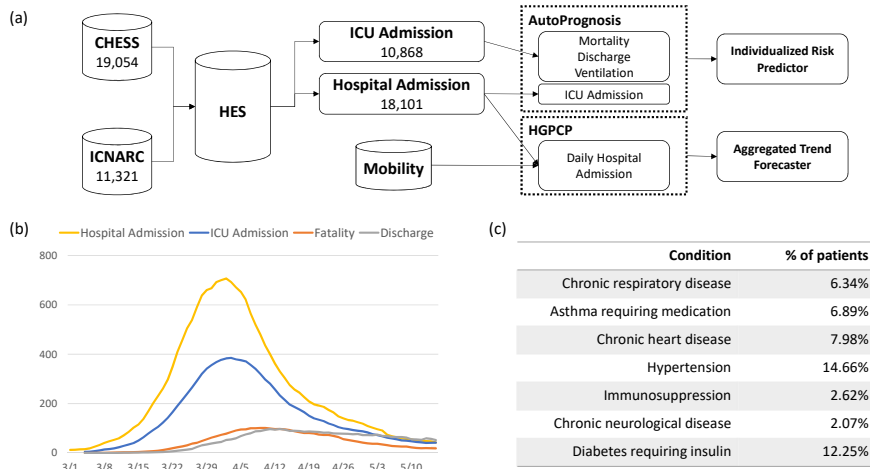 (a)
CHESS
19,054
ICNARC
11,321
HES
ICU Admission
10,868
Hospital Admission
18,101
Mobility
AutoPrognosis
Mortality
Discharge
Ventilation
ICU Admission
HGPCP
Daily Hospital
Admission
Individualized Risk
Predictor
Aggregated Trend
Forecaster
(b)
Hospital Admission ICU Admission Fatality Discharge
800
600
400
200
0
3/1 3/8 3/15 3/22 3/29 4/5 4/12 4/19 4/26 5/3 5/10
(c)
Condition % of patients
Chronic respiratory disease 6.34%
Asthma requiring medication 6.89%
Chronic heart disease 7.98%
Hypertension 14.66%
Immunosuppression 2.62%
Chronic neurological disease 2.07%
Diabetes requiring insulin 12.25%